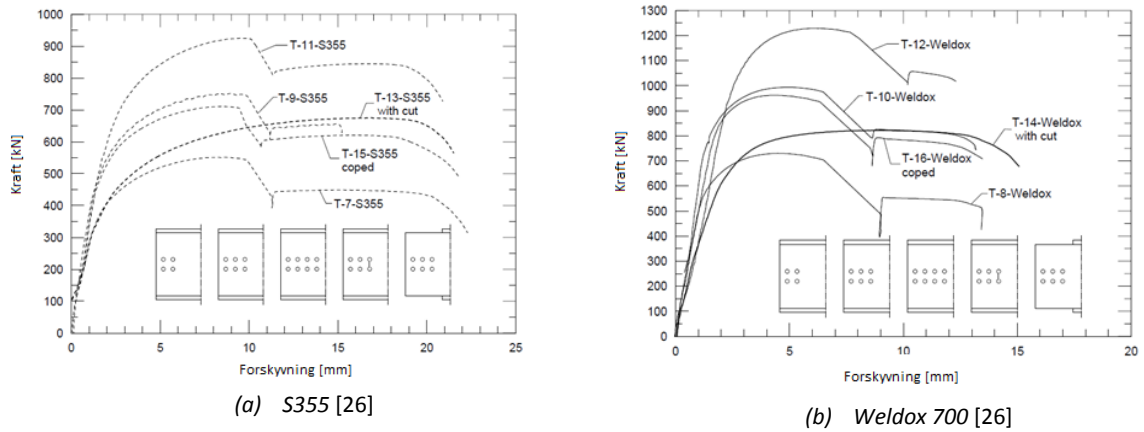 1000
900
800
700
600
500
400
300
200
100
0
Kraft [kN]
T-11-S355
T-9-S355
T-13-S355
with cut
T-15-S355
coped
T-7-S355
0
5
10
15
20
25
Forskyvning [mm]
(a) S355 [26]
1300
1200
1100
1000
900
800
700
600
500
400
300
200
100
0
Kraft [kN]
T-12-Weldox
T-10-Weldox
T-14-Weldox
with cut
T-16-Weldox
coped
T-8-Weldox
0
5
10
15
20
Forskyvning [mm]
(b) Weldox 700 [26]